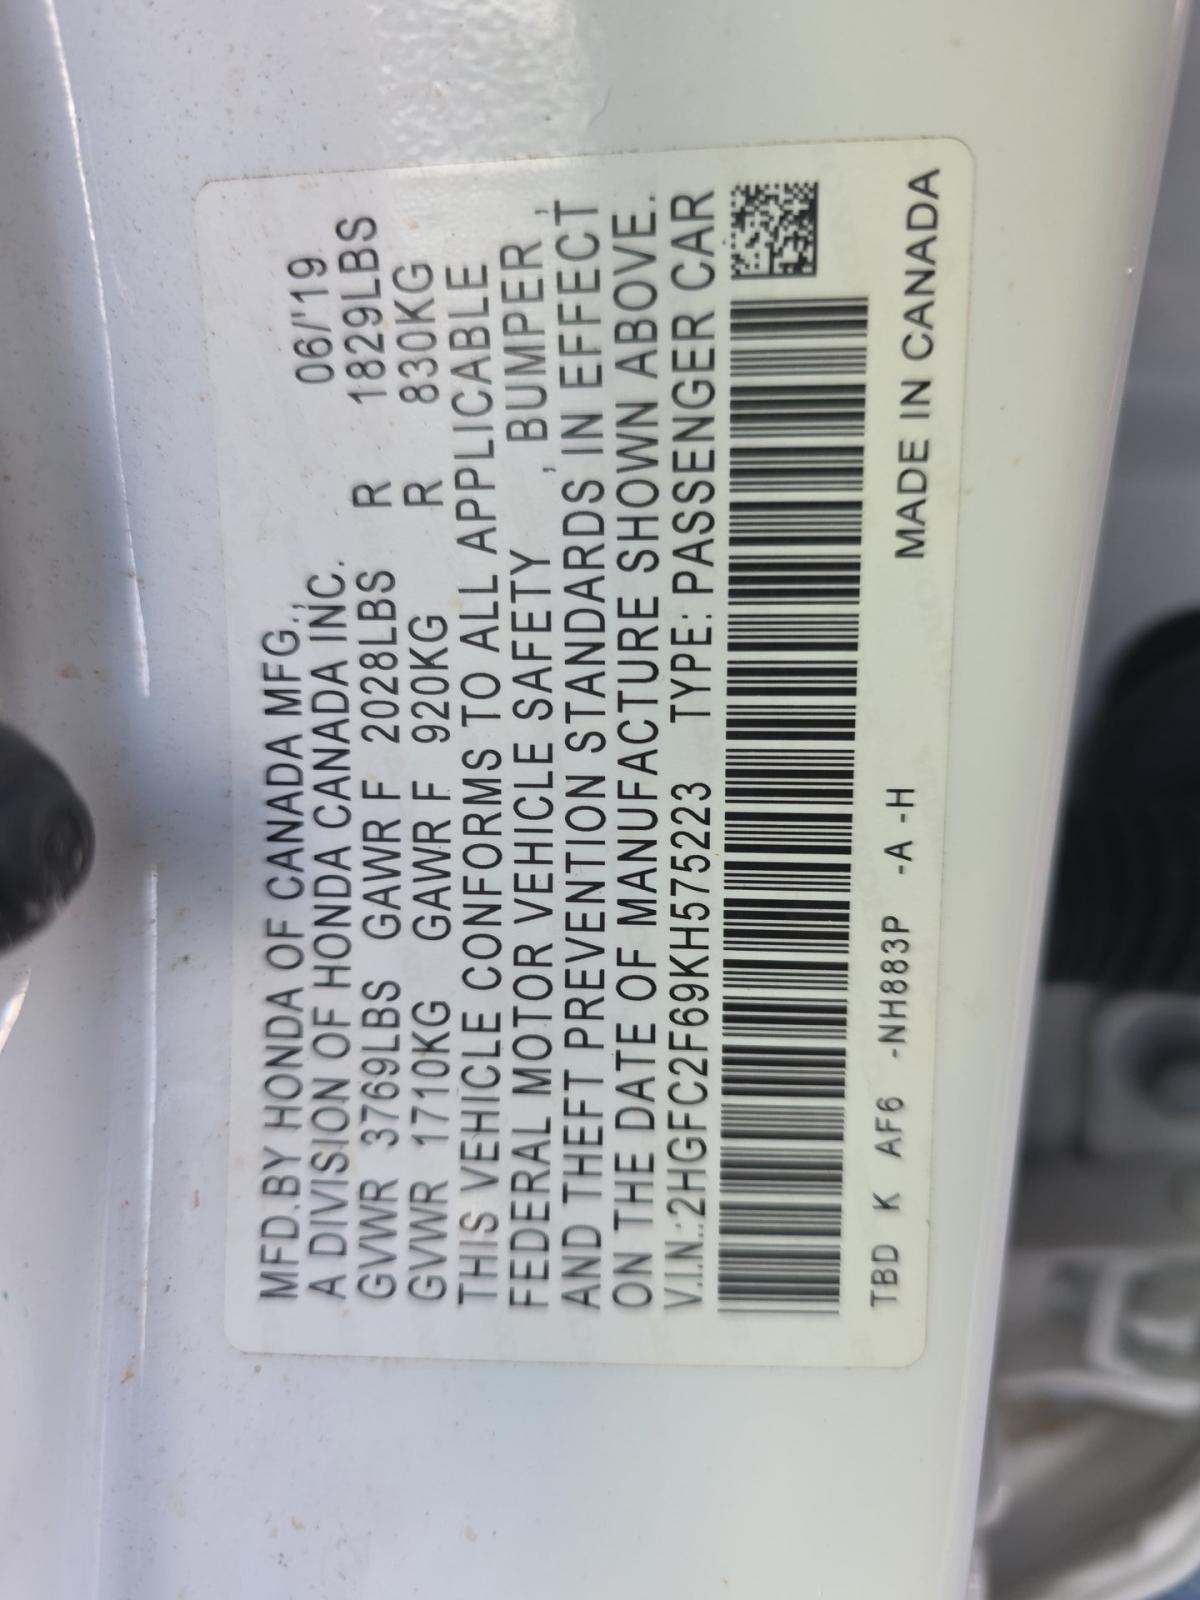 MFD.BY HONDA OF CANADA MFG., 06/'19
A DIVISION OF HONDA CANADA INC.
GVWR 3769LBS GAWR F 2028LBS R 1829LBS
GVWR 1710KG GAWR F 920KG R 830KG
THIS VEHICLE CONFORMS TO ALL APPLICABLE
FEDERAL MOTOR VEHICLE SAFETY , BUMPER ,
AND THEFT PREVENTION STANDARDS IN EFFECT
ON THE DATE OF MANUFACTURE SHOWN ABOVE.
V.I.N.:2HGFC2F69KH575223 TYPE: PASSENGER CAR
TBD K AF6 -NH883P -A -H MADE IN CANADA